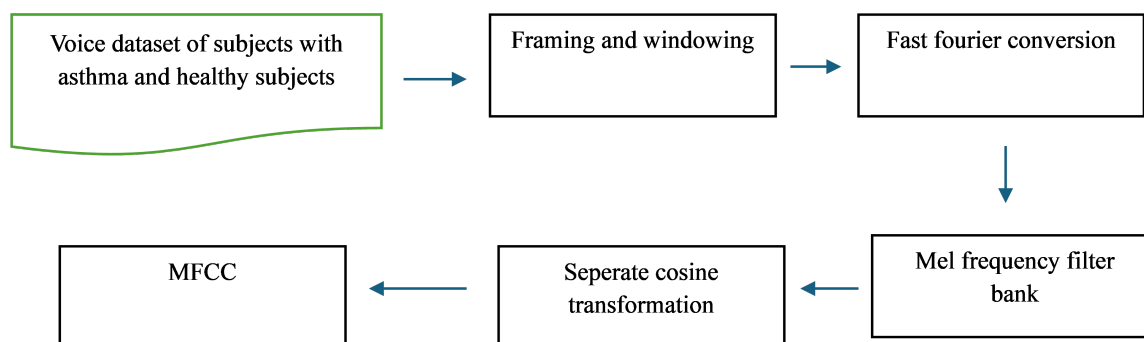 Voice dataset of subjects with
asthma and healthy subjects
Framing and windowing
Fast fourier conversion
Mel frequency filter
bank
Seperate cosine
transformation
MFCC